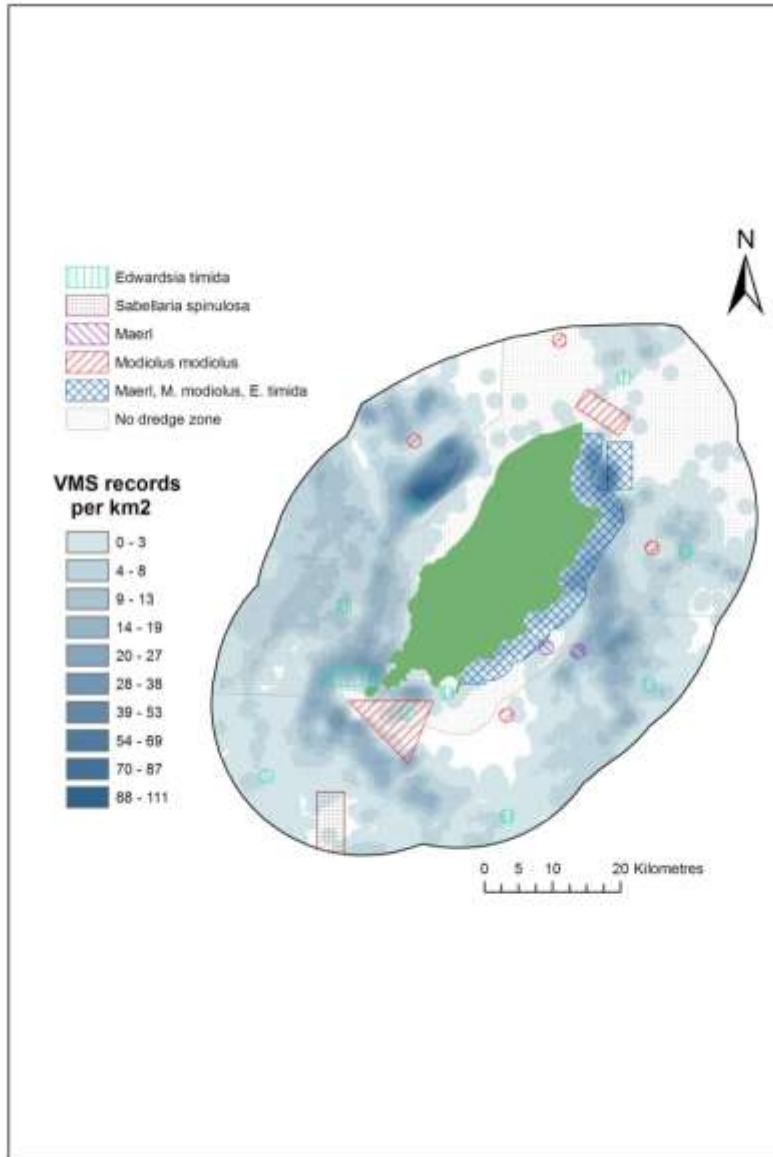 N
Edwardsia timida
Sabellaria spinulosa
Maerl
Modiolus modiolus
Maerl, M. modiolus, E. timida
No dredge zone
VMS records
per km2
0 - 3
4 - 8
9 - 13
14 - 19
20 - 27
28 - 38
39 - 53
54 - 69
70 - 87
88 - 111
0 5 10 20 Kilometres